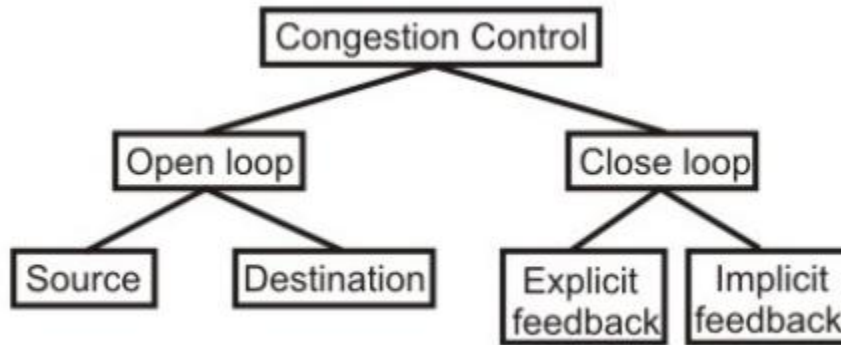 Congestion Control
Open loop
Close loop
Source
Destination
Explicit
feedback
Implicit
feedback